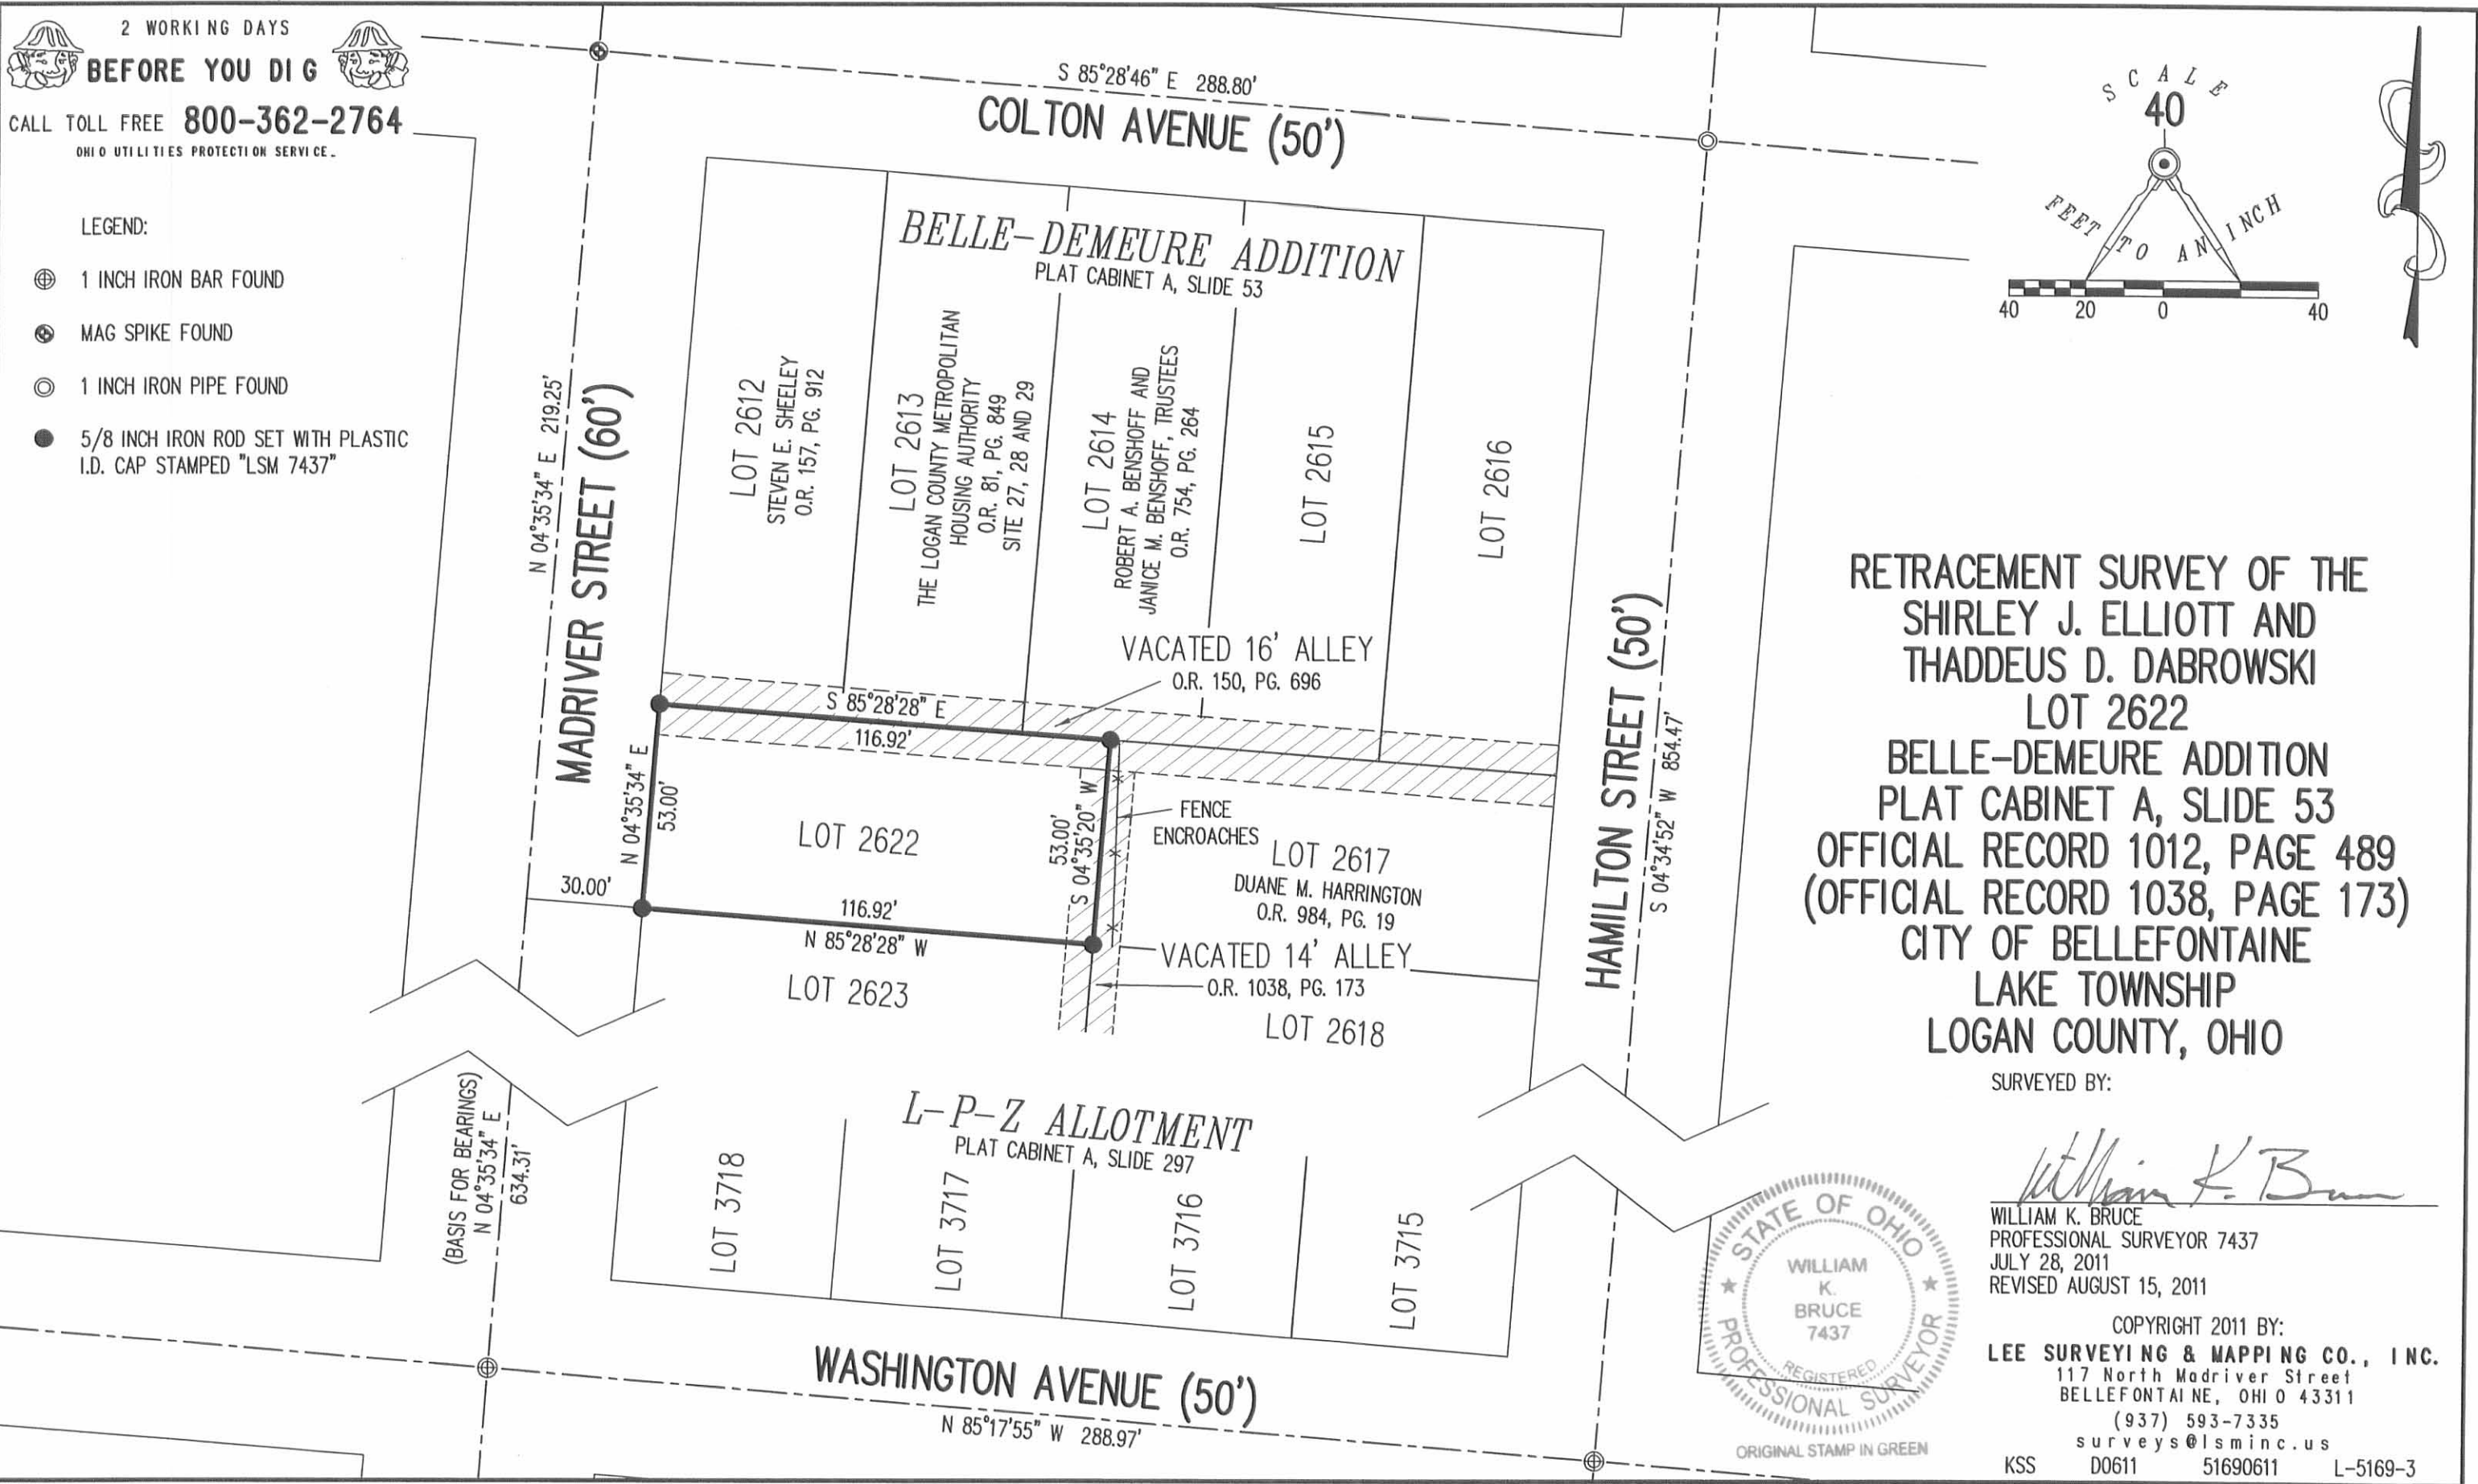 2 WORKING DAYS
BEFORE YOU DIG
CALL TOLL FREE 800-362-2764
OHIO UTILITIES PROTECTION SERVICE.
LEGEND:
1 INCH IRON BAR FOUND
MAG SPIKE FOUND
1 INCH IRON PIPE FOUND
5/8 INCH IRON ROD SET WITH PLASTIC
I.D. CAP STAMPED "LSM 7437"
S 85°28'46" E 288.80'
COLTON AVENUE (50')
BELLE-DEMEURE ADDITION
PLAT CABINET A, SLIDE 53
N 04°35'34" E 219.25'
MADRIVER STREET (60')
LOT 2612
STEVEN E. SHEELEY
O.R. 157, PG. 912
LOT 2613
THE LOGAN COUNTY METROPOLITAN
HOUSING AUTHORITY
O.R. 81, PG. 849
SITE 27, 28 AND 29
LOT 2614
ROBERT A. BENSHOFF AND
JANICE M. BENSHOFF, TRUSTEES
O.R. 754, PG. 264
LOT 2615
LOT 2616
VACATED 16' ALLEY
O.R. 150, PG. 696
S 85°28'28" E
116.92'
N 04°35'34" E
53.00'
LOT 2622
53.00'
S 04°35'20" W
FENCE
ENCROACHES
LOT 2617
DUANE M. HARRINGTON
O.R. 984, PG. 19
30.00'
116.92'
N 85°28'28" W
VACATED 14' ALLEY
O.R. 1038, PG. 173
LOT 2623
LOT 2618
HAMILTON STREET (50')
S 04°34'52" W 854.47'
(BASIS FOR BEARINGS)
N 04°35'34" E
634.31'
L-P-Z ALLOTMENT
PLAT CABINET A, SLIDE 297
LOT 3718
LOT 3717
LOT 3716
LOT 3715
WASHINGTON AVENUE (50')
N 85°17'55" W 288.97'
SCALE
40
FEET TO AN INCH
40 20 0 40
RETRACEMENT SURVEY OF THE
SHIRLEY J. ELLIOTT AND
THADDEUS D. DABROWSKI
LOT 2622
BELLE-DEMEURE ADDITION
PLAT CABINET A, SLIDE 53
OFFICIAL RECORD 1012, PAGE 489
(OFFICIAL RECORD 1038, PAGE 173)
CITY OF BELLEFONTAINE
LAKE TOWNSHIP
LOGAN COUNTY, OHIO
SURVEYED BY:
William K. Bruce
WILLIAM K. BRUCE
PROFESSIONAL SURVEYOR 7437
JULY 28, 2011
REVISED AUGUST 15, 2011
STATE OF OHIO
WILLIAM
K.
BRUCE
7437
REGISTERED
PROFESSIONAL SURVEYOR
ORIGINAL STAMP IN GREEN
COPYRIGHT 2011 BY:
LEE SURVEYING & MAPPING CO., INC.
117 North Madriver Street
BELLEFONTAINE, OHIO 43311
(937) 593-7335
surveys@lsminc.us
KSS D0611 51690611 L-5169-3